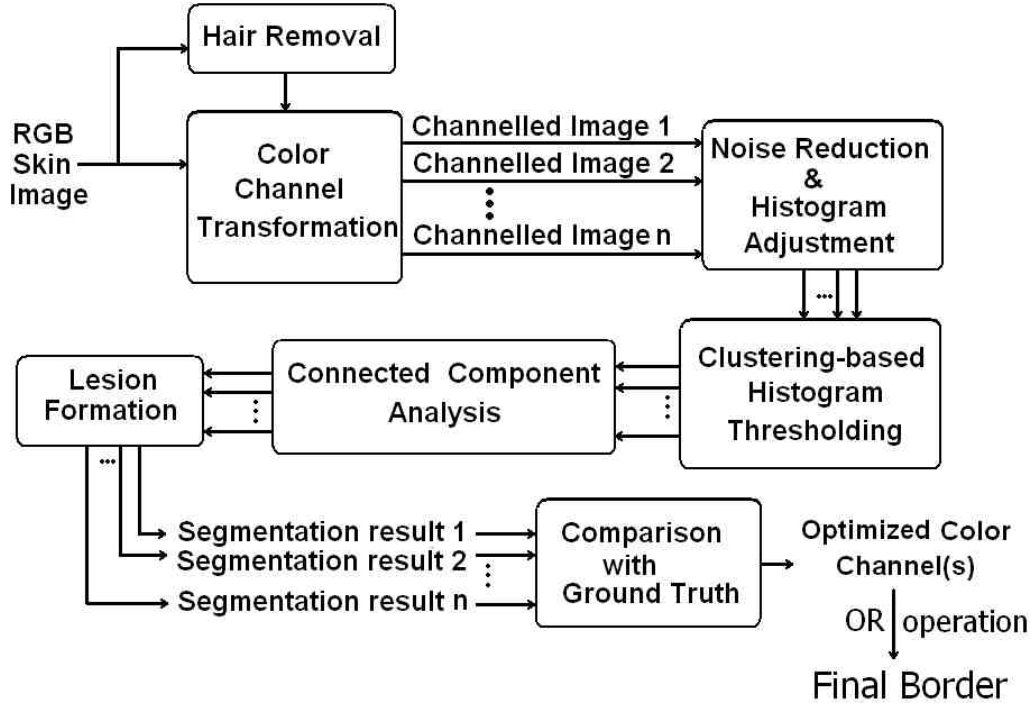 Hair Removal
RGB
Skin
Image
Color
Channel
Transformation
Channelled Image 1
Channelled Image 2
Channelled Image n
Noise Reduction
&
Histogram
Adjustment
...
Clustering-based
Histogram
Thresholding
Connected Component
Analysis
Lesion
Formation
...
Segmentation result 1
Segmentation result 2
Segmentation result n
Comparison
with
Ground Truth
Optimized Color
Channel(s)
OR operation
Final Border